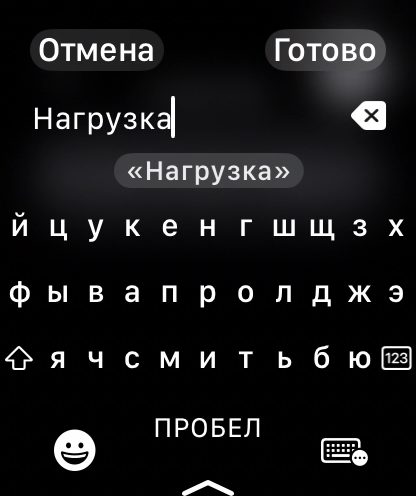 Отмена Готово
Нагрузка
«Нагрузка»
й ц у к е н г ш щ з х
ф ы в а п р о л д ж э
я ч с м и т ь б ю 123
ПРОБЕЛ